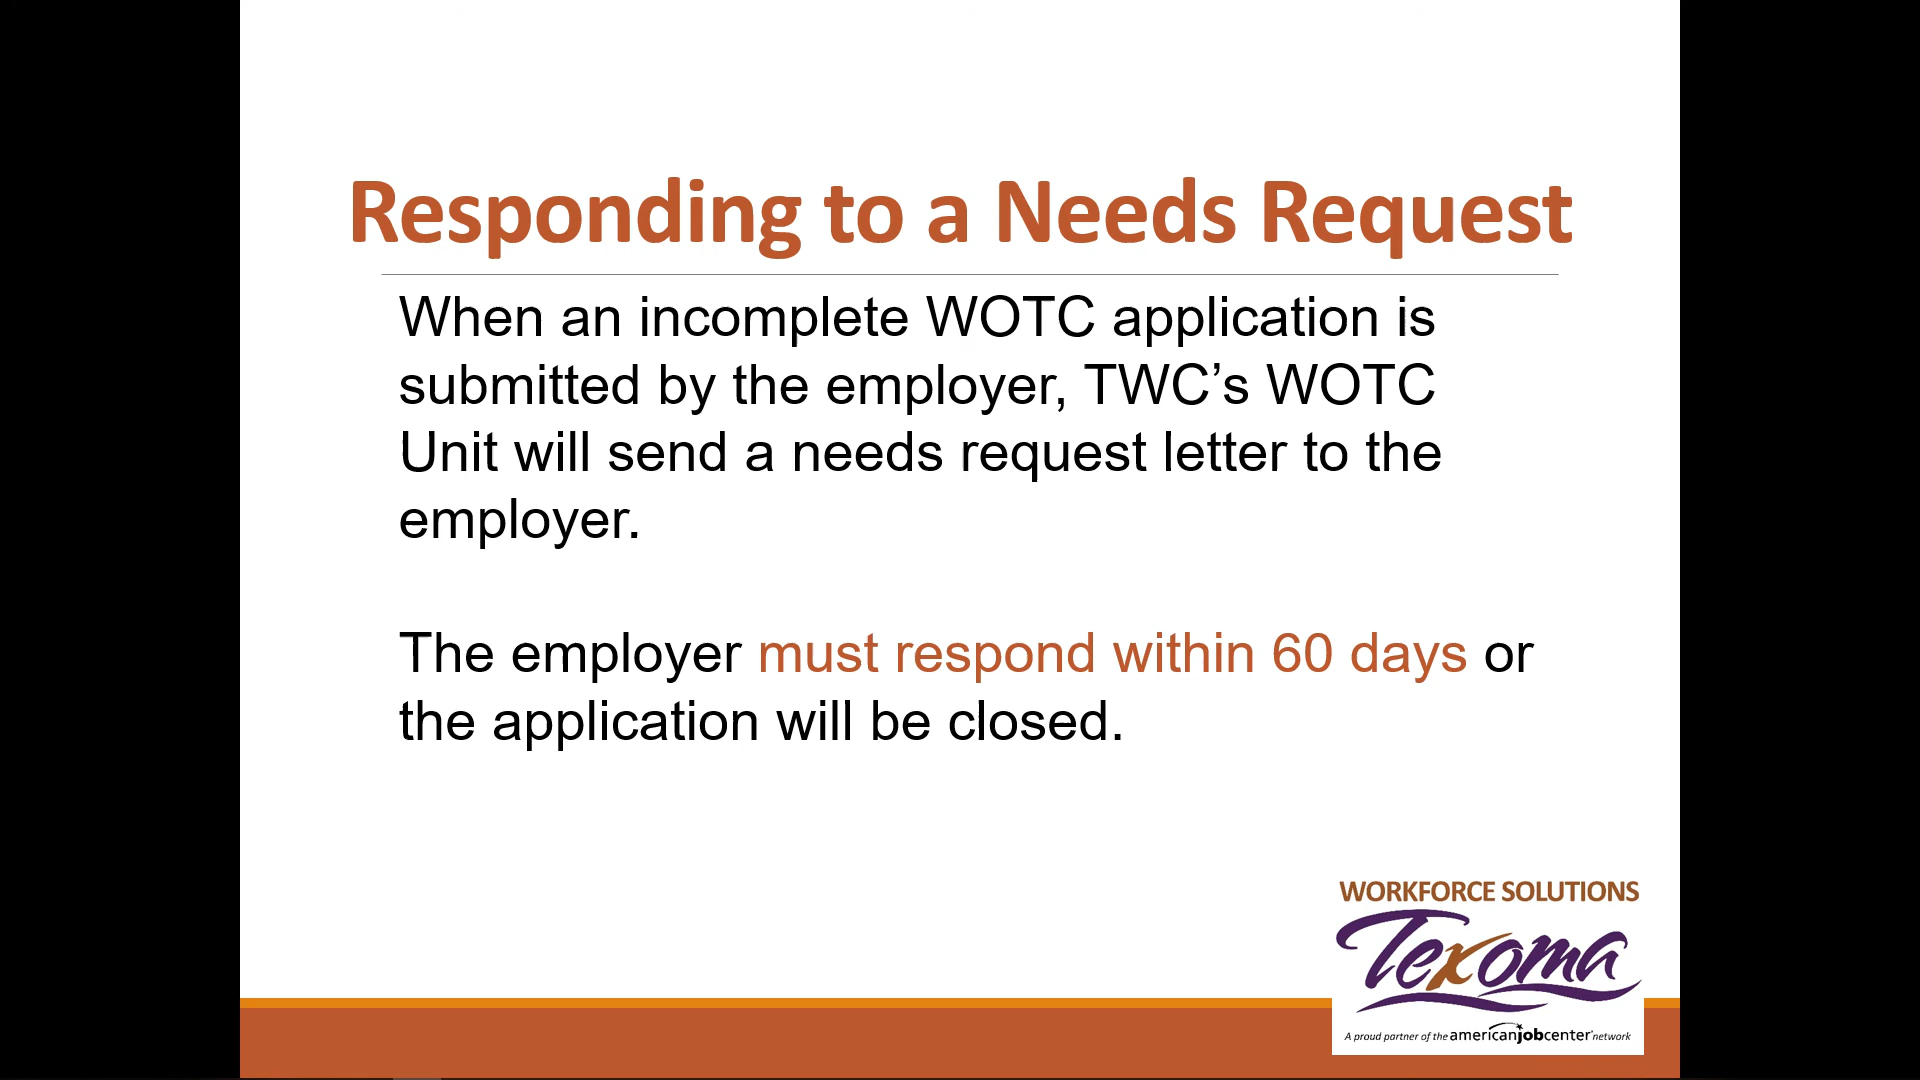 Responding to a Needs Request
When an incomplete WOTC application is
submitted by the employer, TWC’s WOTC
Unit will send a needs request letter to the
employer.
The employer must respond within 60 days or
the application will be closed.
WORKFORCE SOLUTIONS
Texoma
A proud partner of the americanjobcenter network